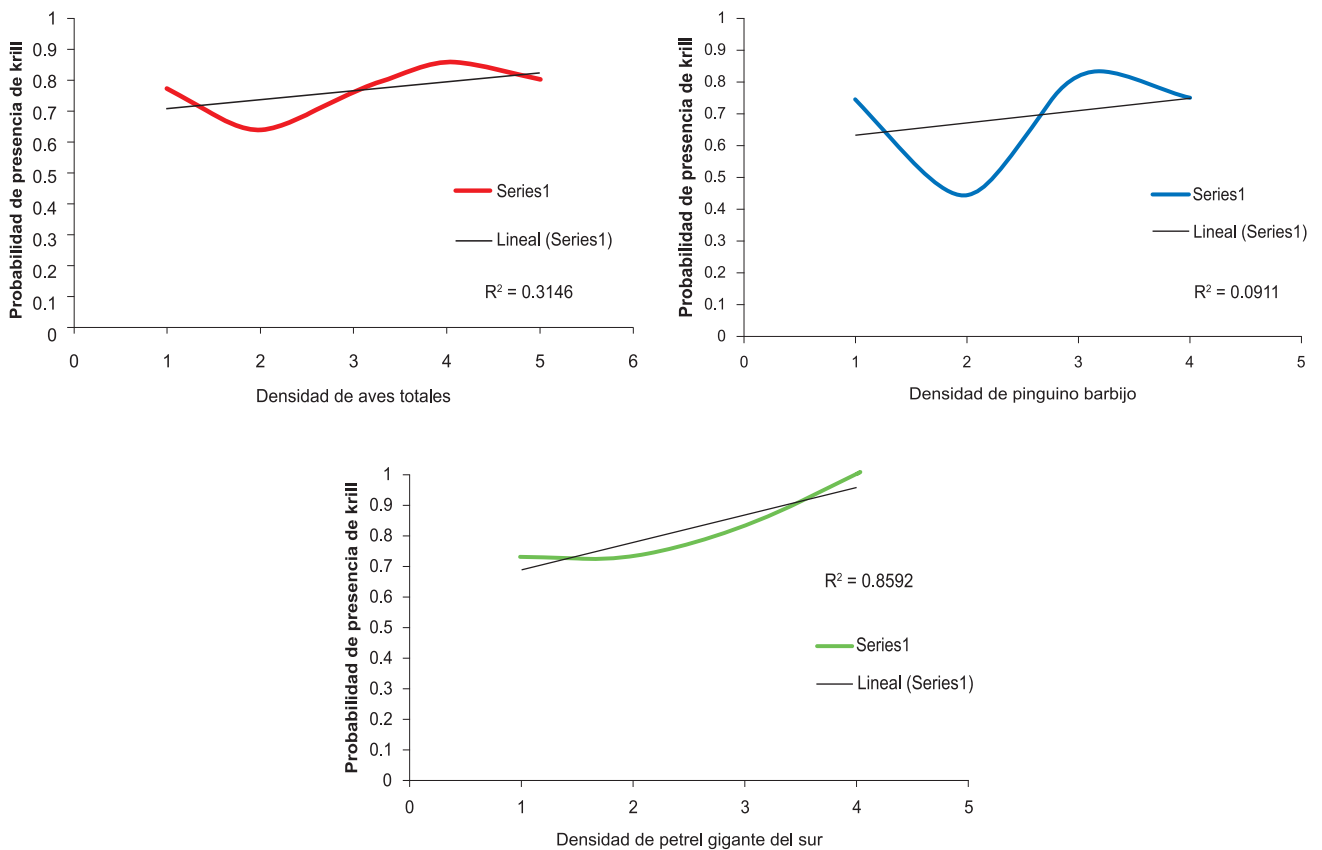 Probabilidad de presencia de krill
1
0.9
0.8
0.7
0.6
0.5
0.4
0.3
0.2
0.1
0
0 1 2 3 4 5 6
Densidad de aves totales
Series1
Lineal (Series1)
R² = 0.3146
Probabilidad de presencia de krill
1
0.9
0.8
0.7
0.6
0.5
0.4
0.3
0.2
0.1
0
0 1 2 3 4 5
Densidad de pinguino barbijo
Series1
Lineal (Series1)
R² = 0.0911
Probabilidad de presencia de krill
1
0.9
0.8
0.7
0.6
0.5
0.4
0.3
0.2
0.1
0
0 1 2 3 4 5
Densidad de petrel gigante del sur
R² = 0.8592
Series1
Lineal (Series1)